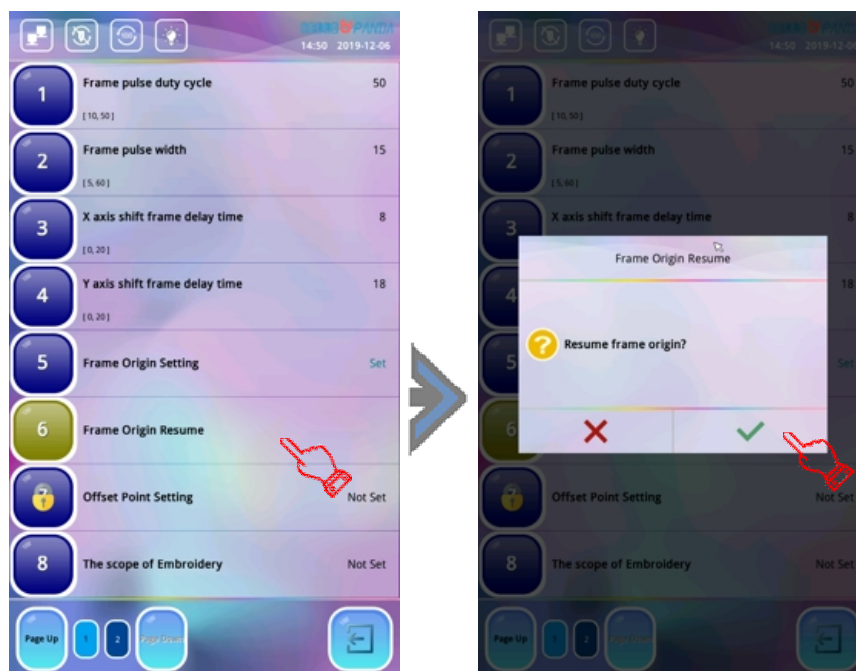 PANDA
14:50 2019-12-06
1
Frame pulse duty cycle
50
[10, 50]
2
Frame pulse width
15
[5, 60]
3
X axis shift frame delay time
8
[0, 20]
4
Y axis shift frame delay time
18
[0, 20]
5
Frame Origin Setting
Set
6
Frame Origin Resume
Offset Point Setting
Not Set
8
The scope of Embroidery
Not Set
Page Up
1
2
Page Down
PANDA
14:50 2019-12-06
1
Frame pulse duty cycle
50
[10, 50]
2
Frame pulse width
15
[5, 60]
3
X axis shift frame delay time
8
4
18
Frame Origin Resume
Resume frame origin?
5
Set
6
Offset Point Setting
Not Set
8
The scope of Embroidery
Not Set
Page Up
1
2
Page Down